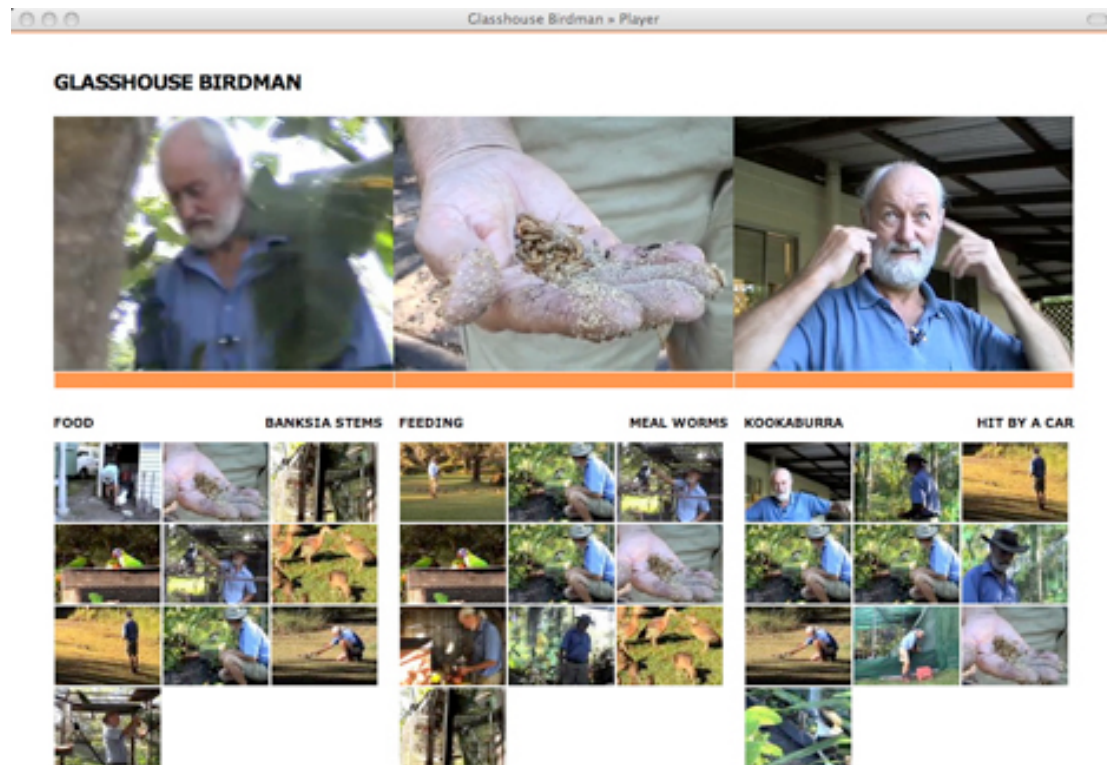 Glasshouse Birdman » Player
GLASSHOUSE BIRDMAN
FOOD BANKSIA STEMS FEEDING MEAL WORMS KOOKABURRA HIT BY A CAR